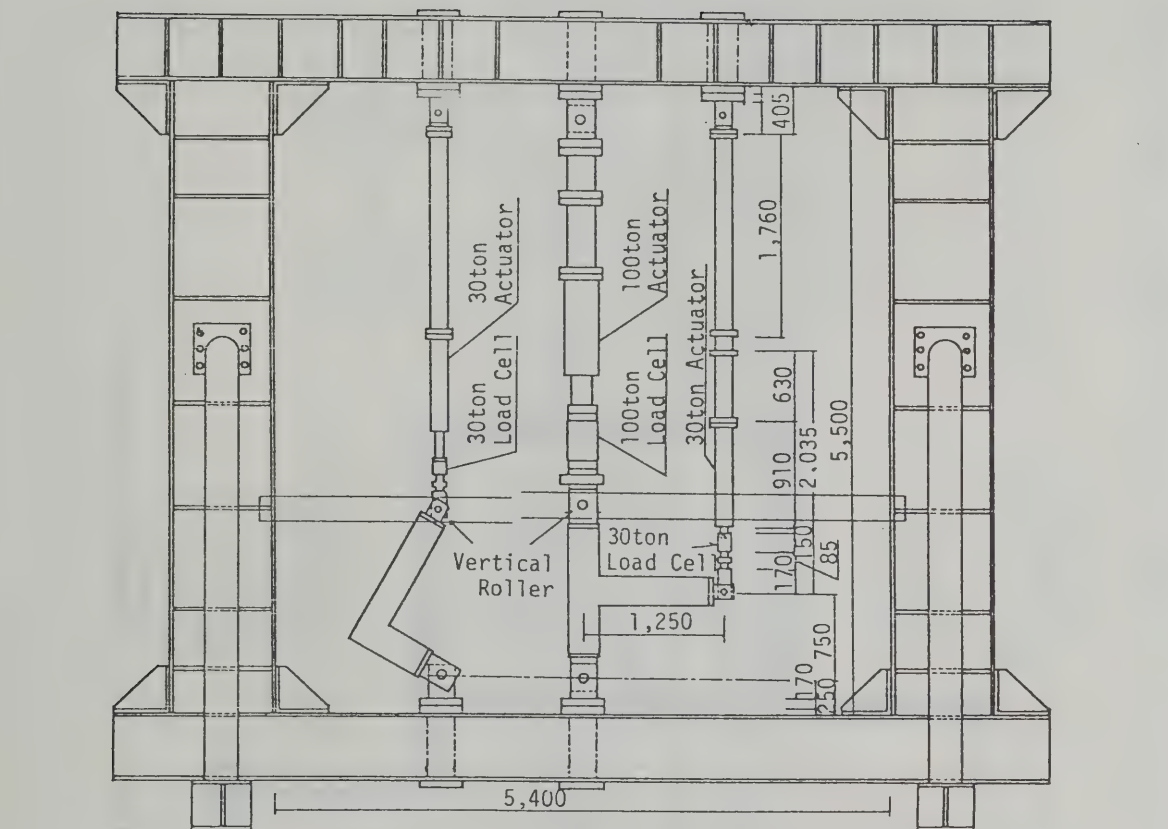 405
1,760
30ton
Actuator
100ton
Actuator
30ton Actuator
30ton
Load Cell
100ton
Load Cell
630
910
2.035
5,500
Vertical
Roller
30ton
Load Cell
170
150
85
1,250
750
170
250
5,400